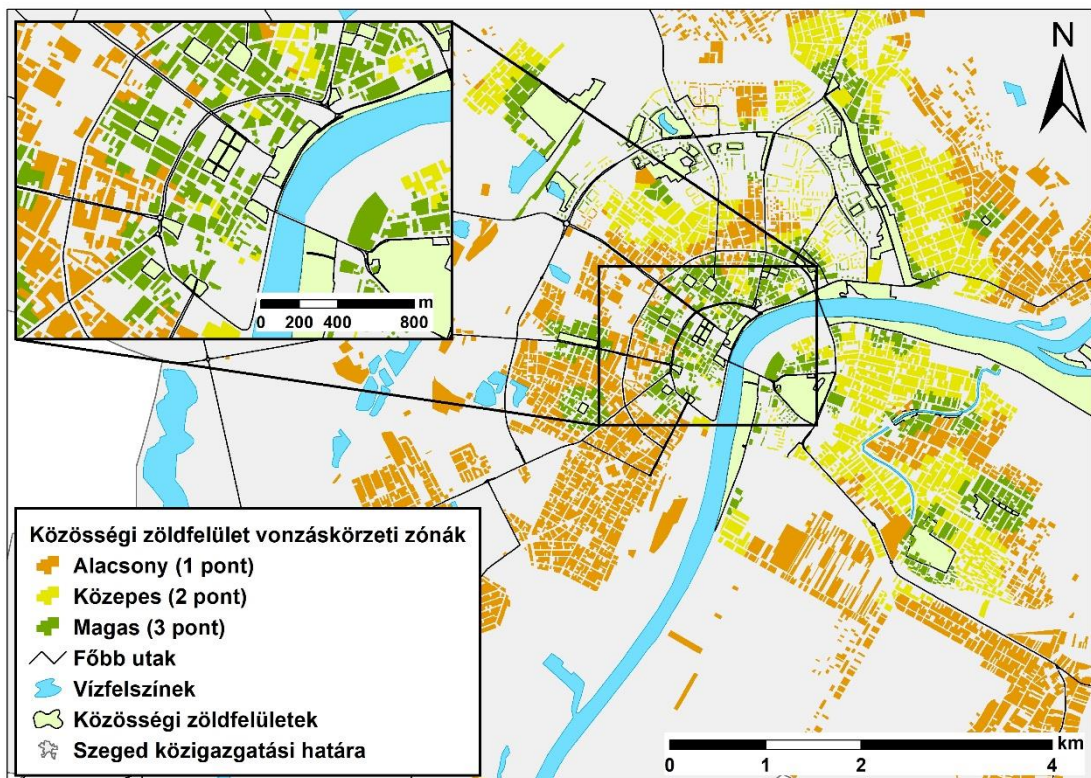 N
m
0 200 400 800
Közösségi zöldfelület vonzáskörzeti zónák
Alacsony (1 pont)
Közepes (2 pont)
Magas (3 pont)
Főbb utak
Vízfelszínek
Közösségi zöldfelületek
Szeged közigazgatási határa
km
0 1 2 4